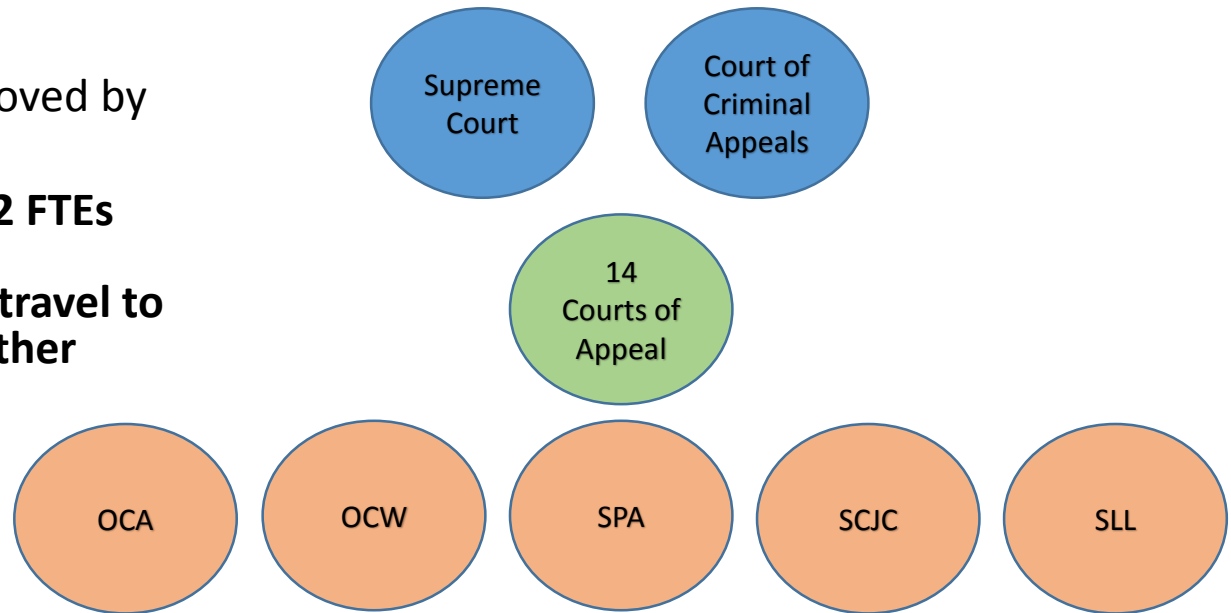 oved by
2 FTEs
travel to
ther
Supreme
Court
Court of
Criminal
Appeals
14
Courts of
Appeal
OCA
OCW
SPA
SCJC
SLL